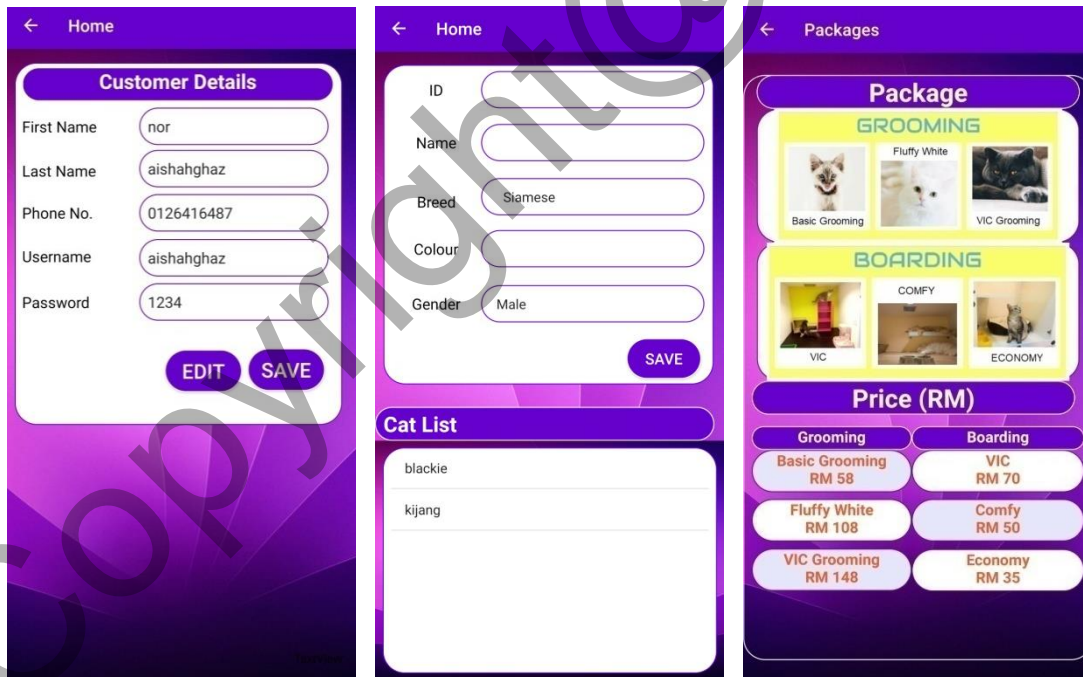 ← Home
Customer Details
First Name nor
Last Name aishahghaz
Phone No. 0126416487
Username aishahghaz
Password 1234
EDIT SAVE
← Home
ID
Name
Breed Siamese
Colour
Gender Male
SAVE
Cat List
blackie
kijang
← Packages
Package
GROOMING
Fluffy White
Basic Grooming VIC Grooming
BOARDING
COMFY
VIC ECONOMY
Price (RM)
Grooming Boarding
Basic Grooming VIC
RM 58 RM 70
Fluffy White Comfy
RM 108 RM 50
VIC Grooming Economy
RM 148 RM 35
Copyright@